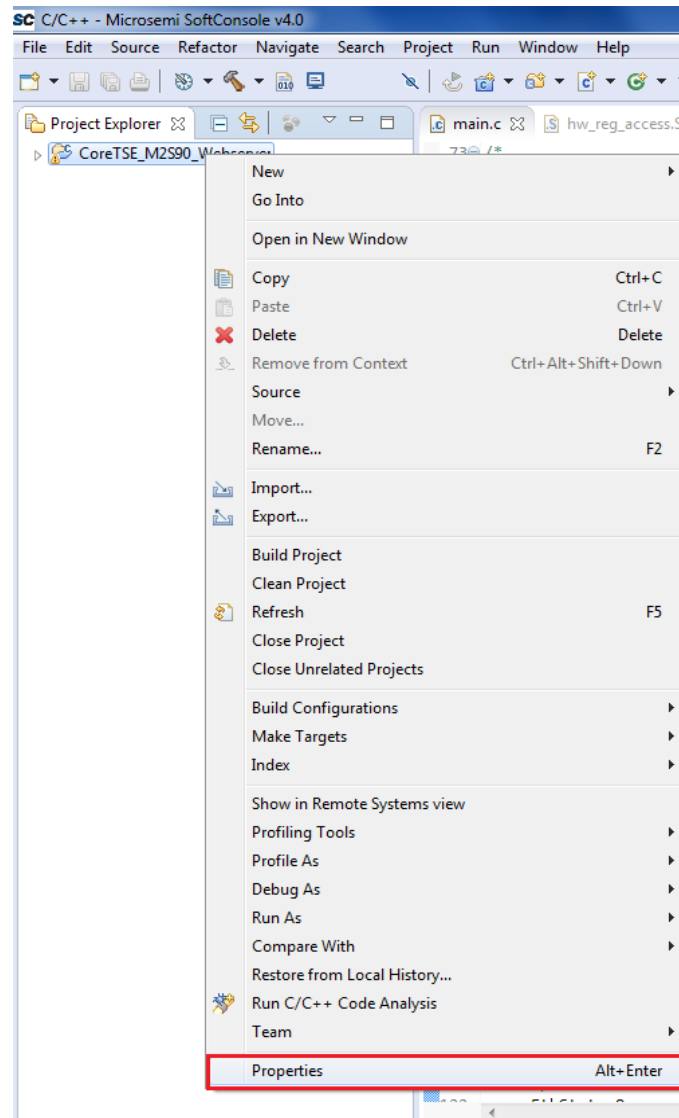 SC C/C++ - Microsemi SoftConsole v4.0
File Edit Source Refactor Navigate Search Project Run Window Help
Project Explorer
main.c hw_reg_access.S
CoreTSE_M2S90_Webserver
73 /*
New
Go Into
Open in New Window
Copy Ctrl+C
Paste Ctrl+V
Delete Delete
Remove from Context Ctrl+Alt+Shift+Down
Source
Move...
Rename... F2
Import...
Export...
Build Project
Clean Project
Refresh F5
Close Project
Close Unrelated Projects
Build Configurations
Make Targets
Index
Show in Remote Systems view
Profiling Tools
Profile As
Debug As
Run As
Compare With
Restore from Local History...
Run C/C++ Code Analysis
Team
Properties Alt+Enter